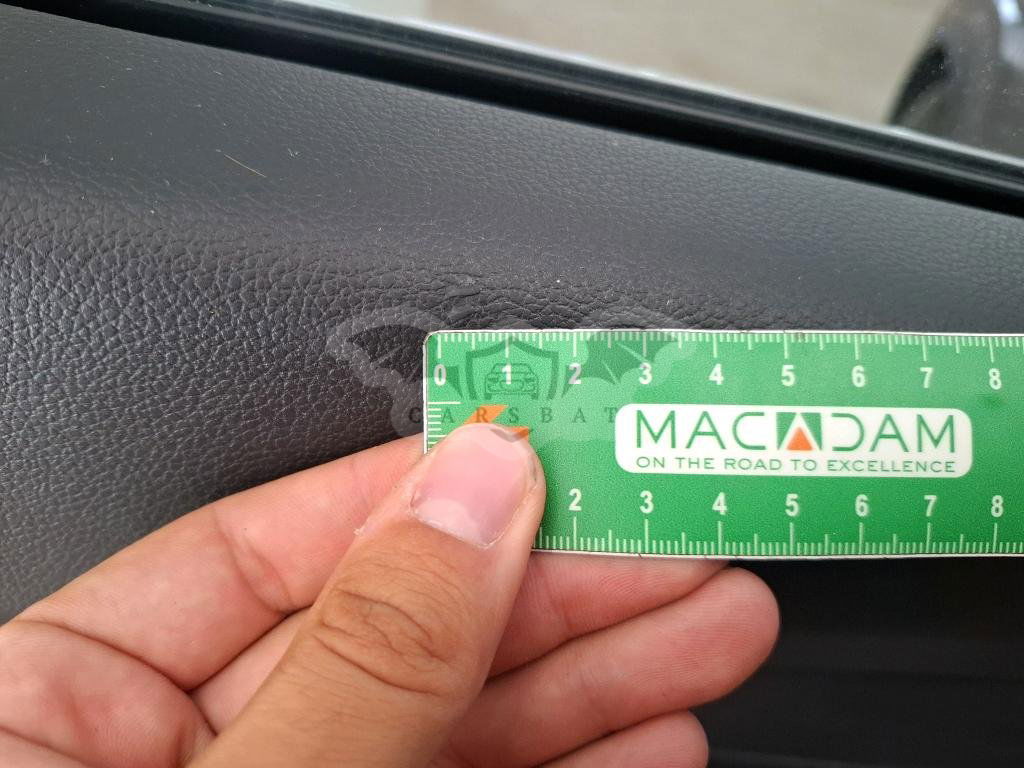 0 1 2 3 4 5 6 7 8
CARSBAT
MACADAM
ON THE ROAD TO EXCELLENCE
2 3 4 5 6 7 8